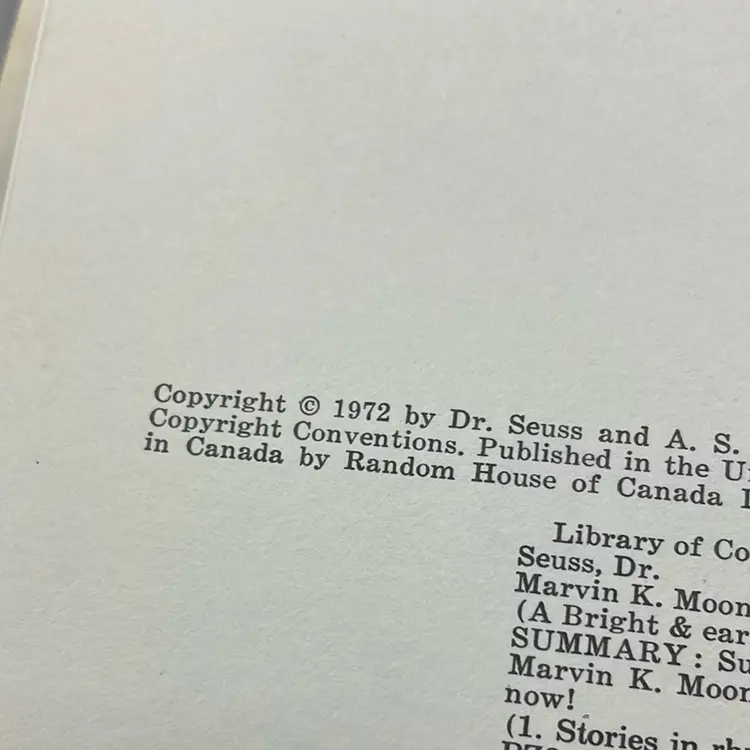 Copyright © 1972 by Dr. Seuss and A. S.
Copyright Conventions. Published in the
in Canada by Random House of Canada
Library of Co
Seuss, Dr.
Marvin K. Moon
(A Bright & ear
SUMMARY: Su
Marvin K. Moon
now!
(1. Stories in